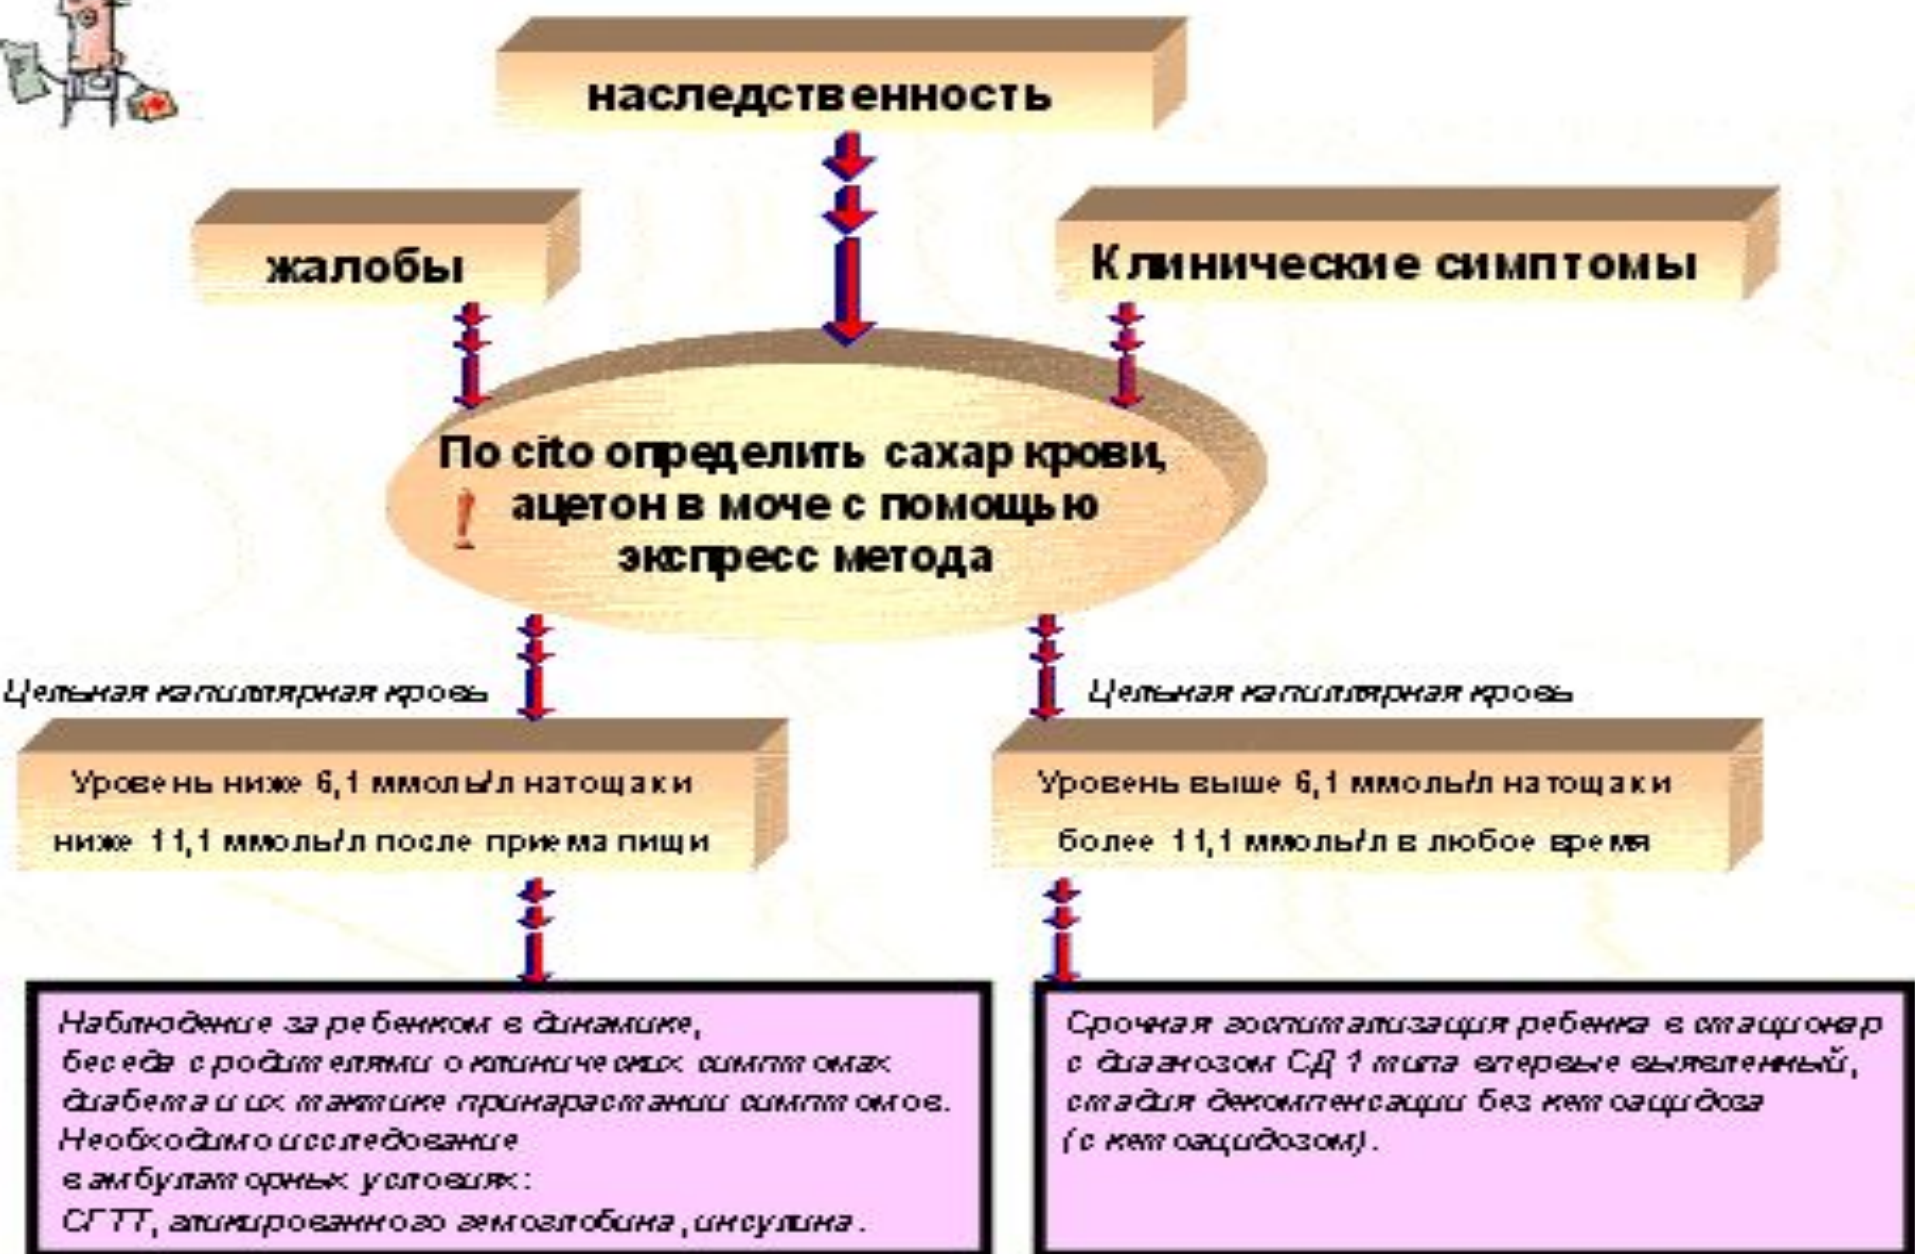 наследственность
жалобы
Клинические симптомы
По cito определить сахар крови,
! ацетон в моче с помощью
экспресс метода
Цельная капиллярная кровь
Цельная капиллярная кровь
Уровень ниже 6,1 ммоль/л натощак и
ниже 11,1 ммоль/л после приема пищи
Уровень выше 6,1 ммоль/л натощак и
более 11,1 ммоль/л в любое время
Наблюдение за ребенком в динамике,
беседа с родителями о клинических симптомах
диабета и их тактике при нарастании симптомов.
Необходимо исследование
в амбулаторных условиях:
СГТТ, гликированного гемоглобина, инсулина.
Срочная госпитализация ребенка в стационар
с диагнозом СД 1 типа впервые выявленный,
стадия декомпенсации без кетоацидоза
(с кетоацидозом).